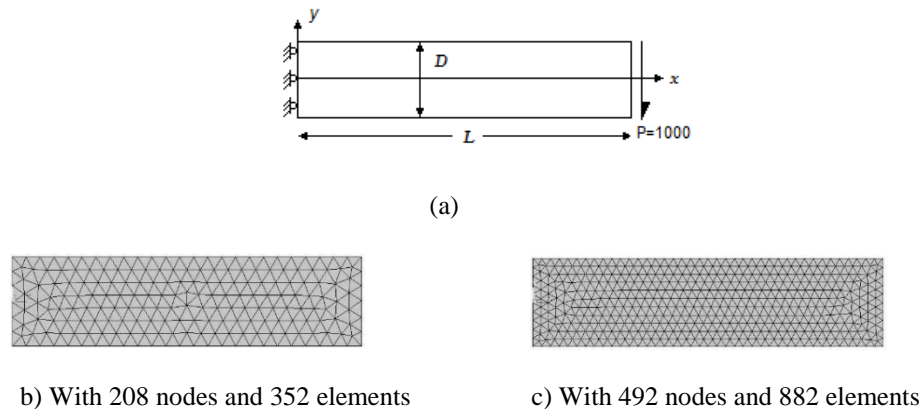 y
D
x
L
P=1000
(a)
b) With 208 nodes and 352 elements
c) With 492 nodes and 882 elements